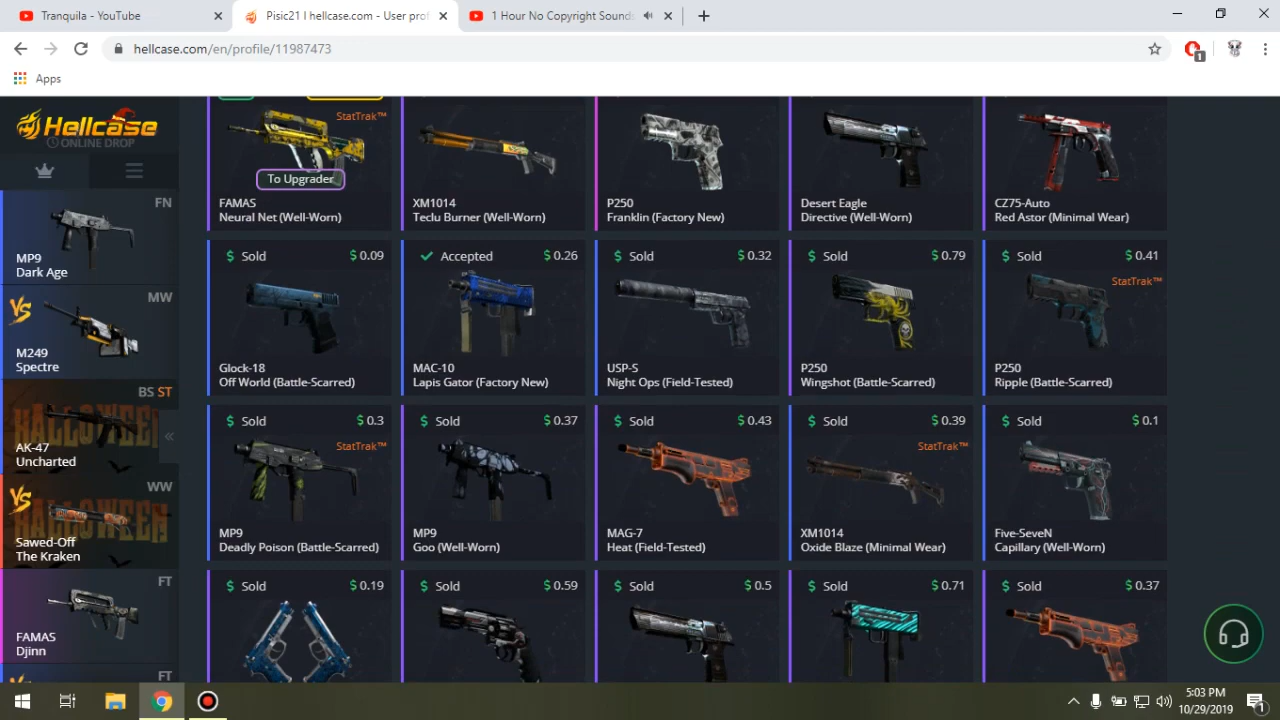 Tranquila - YouTube
Pisic21 l hellcase.com - User prof
1 Hour No Copyright Sounds
hellcase.com/en/profile/11987473
1
Apps
Hellcase
ONLINE DROP
FN
MP9
Dark Age
VS
MW
M249
Spectre
BS ST
AK-47
Uncharted
VS
WW
Sawed-Off
The Kraken
FT
FAMAS
Djinn
FT
StatTrak™
To Upgrader
FAMAS
Neural Net (Well-Worn)
XM1014
Teclu Burner (Well-Worn)
P250
Franklin (Factory New)
Desert Eagle
Directive (Well-Worn)
CZ75-Auto
Red Astor (Minimal Wear)
$ Sold $ 0.09
Glock-18
Off World (Battle-Scarred)
Accepted $ 0.26
MAC-10
Lapis Gator (Factory New)
$ Sold $ 0.32
USP-S
Night Ops (Field-Tested)
$ Sold $ 0.79
P250
Wingshot (Battle-Scarred)
$ Sold $ 0.41
StatTrak™
P250
Ripple (Battle-Scarred)
$ Sold $ 0.3
StatTrak™
MP9
Deadly Poison (Battle-Scarred)
$ Sold $ 0.37
MP9
Goo (Well-Worn)
$ Sold $ 0.43
MAG-7
Heat (Field-Tested)
$ Sold $ 0.39
StatTrak™
XM1014
Oxide Blaze (Minimal Wear)
$ Sold $ 0.1
Five-SeveN
Capillary (Well-Worn)
$ Sold $ 0.19
$ Sold $ 0.59
$ Sold $ 0.5
$ Sold $ 0.71
$ Sold $ 0.37
5:03 PM
10/29/2019
1